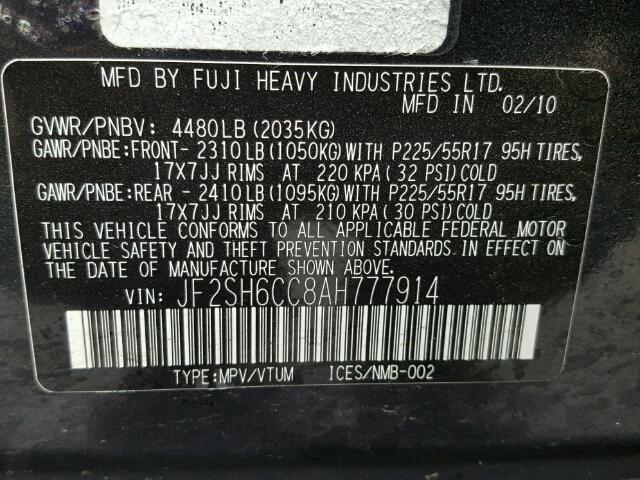 MFD BY FUJI HEAVY INDUSTRIES LTD.
MFD IN 02/10
GVWR/PNBV: 4480LB(2035KG)
GAWR/PNBE:FRONT- 2310LB(1050KG)WITH P225/55R17 95H TIRES,
17X7JJ RIMS AT 220 KPA(32 PSI)COLD
GAWR/PNBE:REAR - 2410LB(1095KG)WITH P225/55R17 95H TIRES,
17X7JJ RIMS AT 210 KPA(30 PSI)COLD
THIS VEHICLE CONFORMS TO ALL APPLICABLE FEDERAL MOTOR
VEHICLE SAFETY AND THEFT PREVENTION STANDARDS IN EFFECT ON
THE DATE OF MANUFACTURE SHOWN ABOVE.
VIN: JF2SH6CC8AH777914
TYPE:MPV/VTUM ICES/NMB-002